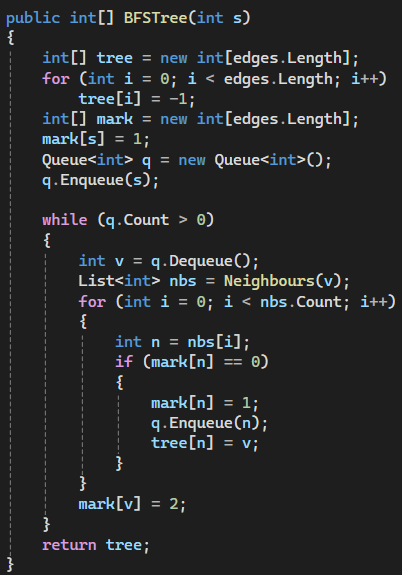 public int[] BFSTree(int s)
{
    int[] tree = new int[edges.Length];
    for (int i = 0; i < edges.Length; i++)
        tree[i] = -1;
    int[] mark = new int[edges.Length];
    mark[s] = 1;
    Queue<int> q = new Queue<int>();
    q.Enqueue(s);

    while (q.Count > 0)
    {
        int v = q.Dequeue();
        List<int> nbs = Neighbours(v);
        for (int i = 0; i < nbs.Count; i++)
        {
            int n = nbs[i];
            if (mark[n] == 0)
            {
                mark[n] = 1;
                q.Enqueue(n);
                tree[n] = v;
            }
        }
        mark[v] = 2;
    }
    return tree;
}